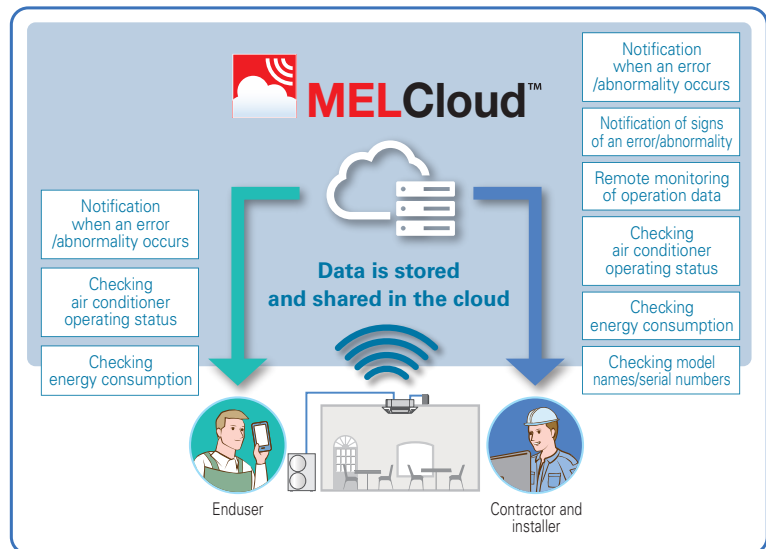 MELCloud™
Notification
when an error
/abnormality occurs
Checking
air conditioner
operating status
Checking
energy consumption
Data is stored
and shared in the cloud
Notification
when an error
/abnormality occurs
Notification of signs
of an error/abnormality
Remote monitoring
of operation data
Checking
air conditioner
operating status
Checking
energy consumption
Checking model
names/serial numbers
Enduser
Contractor and
installer